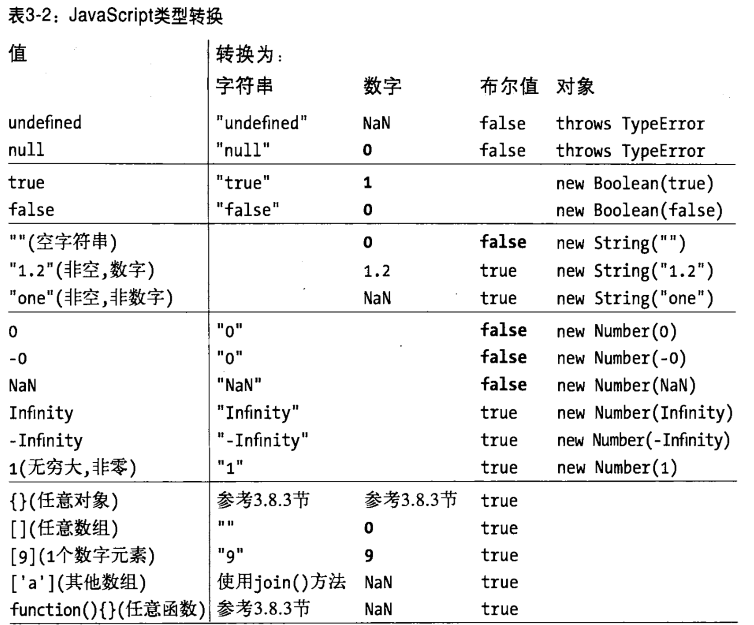 表3-2：JavaScript类型转换
值 转换为：
字符串 数字 布尔值 对象
undefined "undefined" NaN false throws TypeError
null "null" 0 false throws TypeError
true "true" 1 new Boolean(true)
false "false" 0 new Boolean(false)
""(空字符串) 0 false new String("")
"1.2"(非空,数字) 1.2 true new String("1.2")
"one"(非空,非数字) NaN true new String("one")
0 "0" false new Number(0)
-0 "0" false new Number(-0)
NaN "NaN" false new Number(NaN)
Infinity "Infinity" true new Number(Infinity)
-Infinity "-Infinity" true new Number(-Infinity)
1(无穷大,非零) "1" true new Number(1)
{}(任意对象) 参考3.8.3节 参考3.8.3节 true
[](任意数组) "" 0 true
[9](1个数字元素) "9" 9 true
['a'](其他数组) 使用join()方法 NaN true
function(){}(任意函数) 参考3.8.3节 NaN true